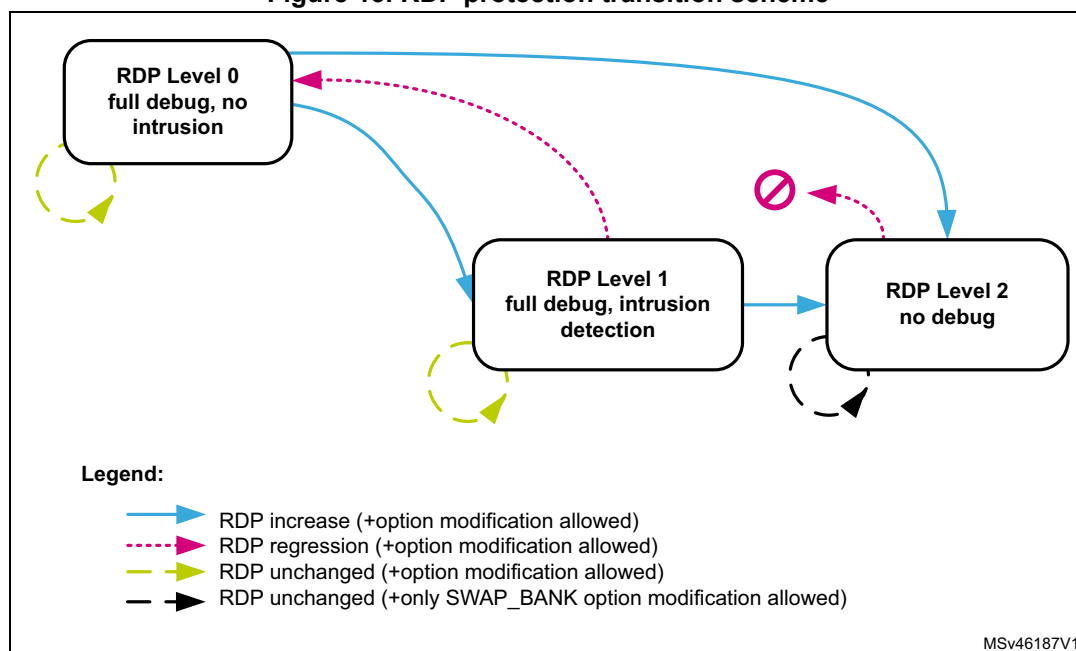 RDP Level 0
full debug, no
intrusion
RDP Level 1
full debug, intrusion
detection
RDP Level 2
no debug
Legend:
RDP increase (+option modification allowed)
RDP regression (+option modification allowed)
RDP unchanged (+option modification allowed)
RDP unchanged (+only SWAP_BANK option modification allowed)
MSv46187V1